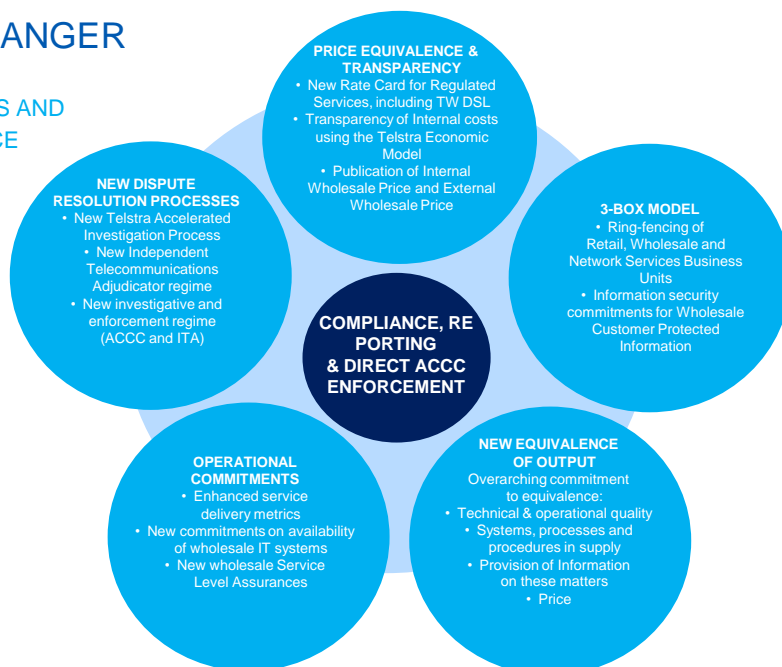 ANGER
S AND
CE
PRICE EQUIVALENCE &
TRANSPARENCY
• New Rate Card for Regulated
Services, including TW DSL
• Transparency of Internal costs
using the Telstra Economic
Model
• Publication of Internal
Wholesale Price and External
Wholesale Price
NEW DISPUTE
RESOLUTION PROCESSES
• New Telstra Accelerated
Investigation Process
• New Independent
Telecommunications
Adjudicator regime
• New investigative and
enforcement regime
(ACCC and ITA)
3-BOX MODEL
• Ring-fencing of
Retail, Wholesale and
Network Services Business
Units
• Information security
commitments for Wholesale
Customer Protected
Information
COMPLIANCE, RE
PORTING
& DIRECT ACCC
ENFORCEMENT
OPERATIONAL
COMMITMENTS
• Enhanced service
delivery metrics
• New commitments on availability
of wholesale IT systems
• New wholesale Service
Level Assurances
NEW EQUIVALENCE
OF OUTPUT
Overarching commitment
to equivalence:
• Technical & operational quality
• Systems, processes and
procedures in supply
• Provision of Information
on these matters
• Price